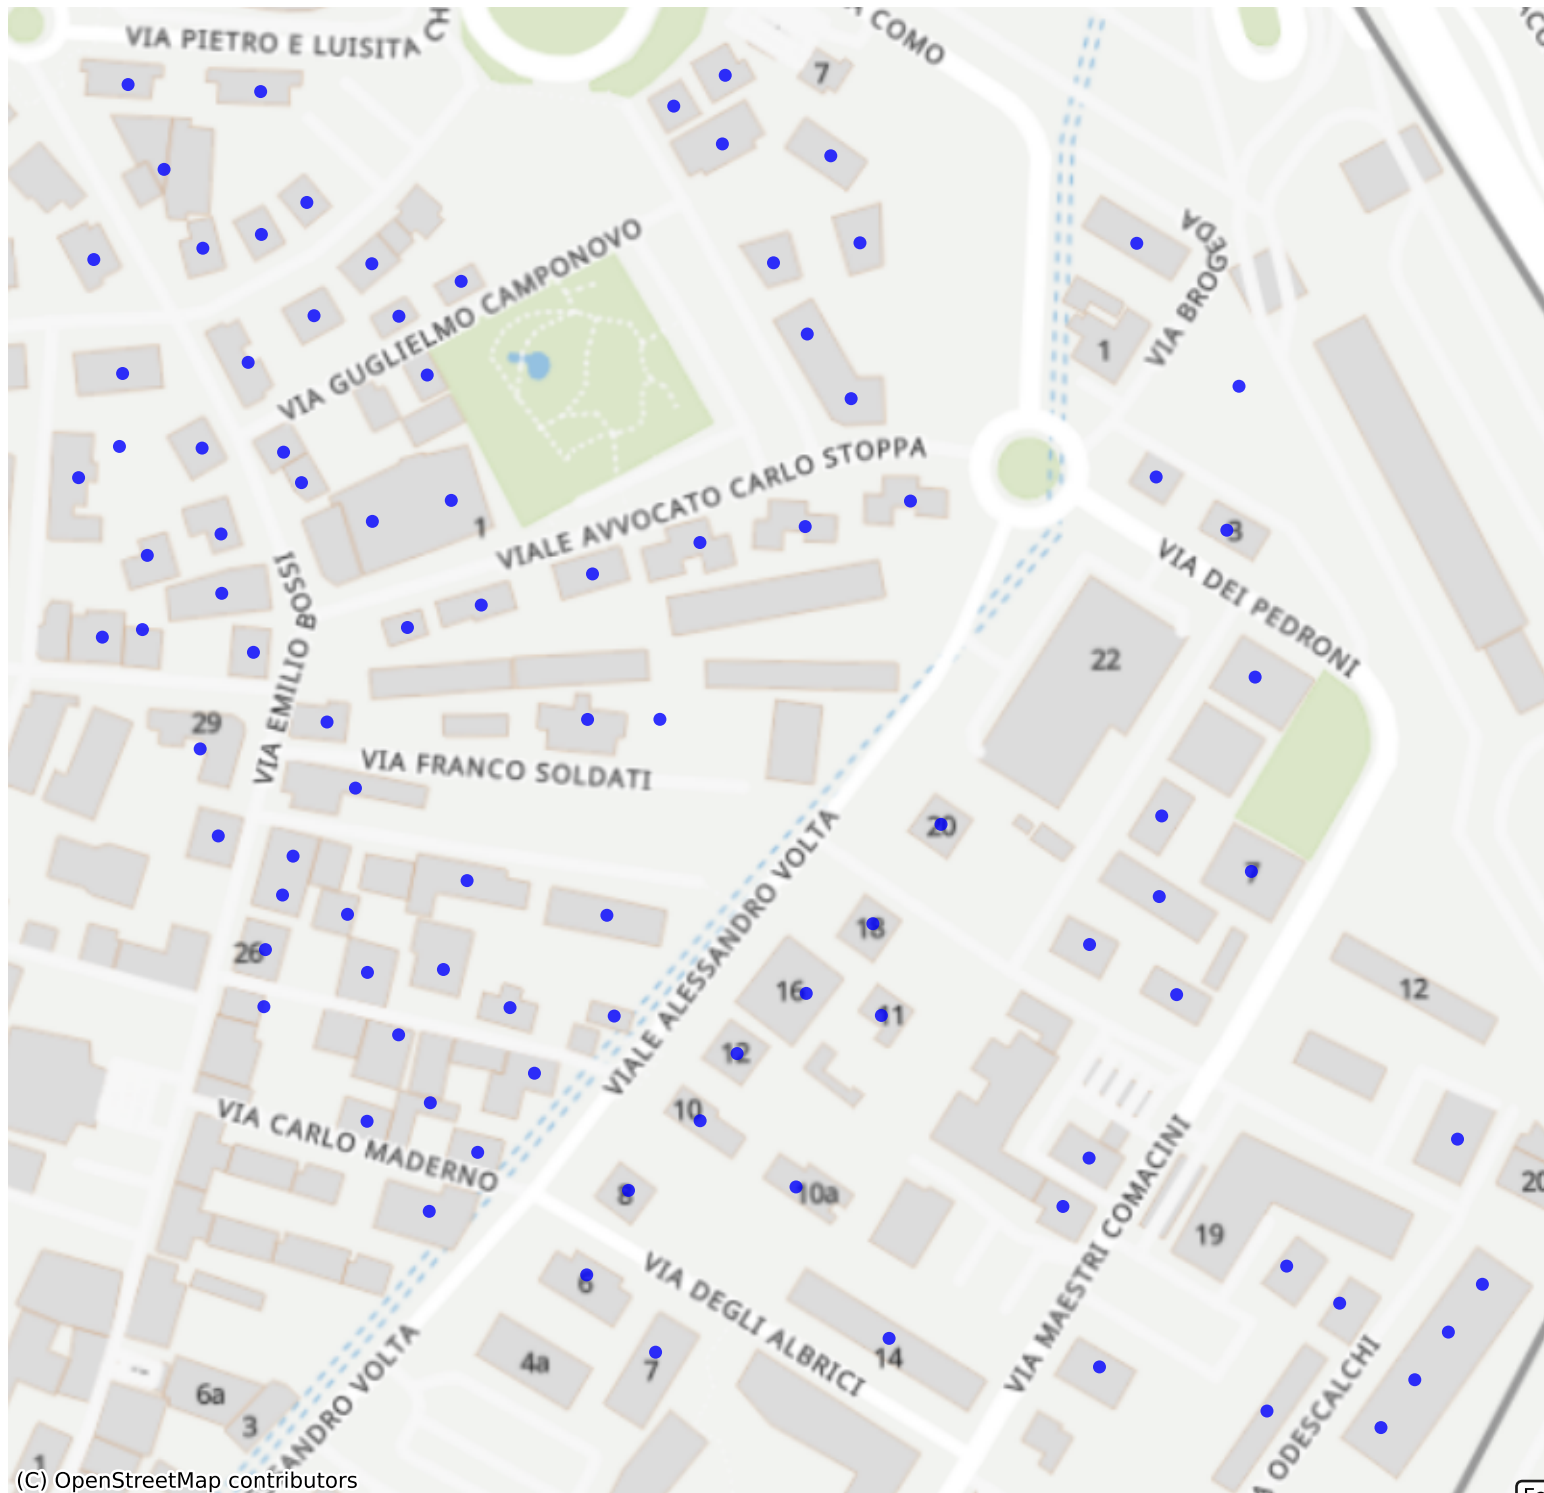 VIA PIETRO E LUISITA
COMO
7
VIA GUGLIELMO CAMPONOVO
VIA BROGEDA
1
VIALE AVVOCATO CARLO STOPPA
1
3
VIA DEI PEDRONI
VIA EMILIO BOSSI
22
29
VIA FRANCO SOLDATI
20
VIALE ALESSANDRO VOLTA
7
18
26
16
12
11
12
10
VIA CARLO MADERNO
8
10a
VIA MAESTRI COMACINI
20
19
6
VIA DEGLI ALBRICI
4a
7
14
6a
3
ODESCALCHI
1
(C) OpenStreetMap contributors